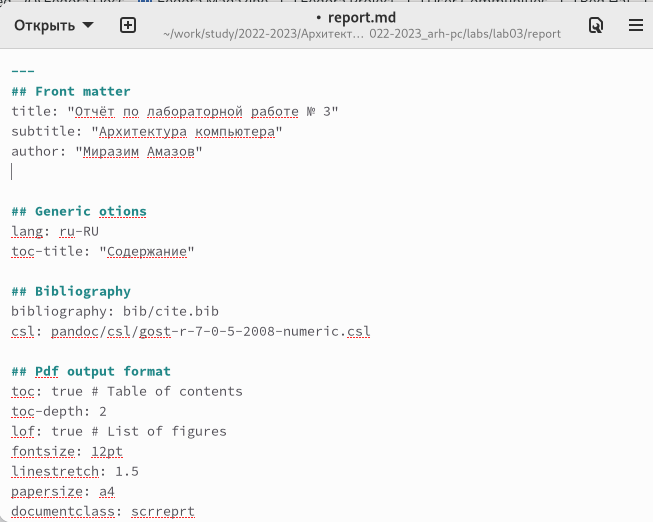 Открыть
• report.md
~/work/study/2022-2023/Архитект... 022-2023_arh-pc/labs/lab03/report
---
## Front matter
title: "Отчёт по лабораторной работе № 3"
subtitle: "Архитектура компьютера"
author: "Миразим Амазов"
## Generic otions
lang: ru-RU
toc-title: "Содержание"
## Bibliography
bibliography: bib/cite.bib
csl: pandoc/csl/gost-r-7-0-5-2008-numeric.csl
## Pdf output format
toc: true # Table of contents
toc-depth: 2
lof: true # List of figures
fontsize: 12pt
linestretch: 1.5
papersize: a4
documentclass: scrreprt